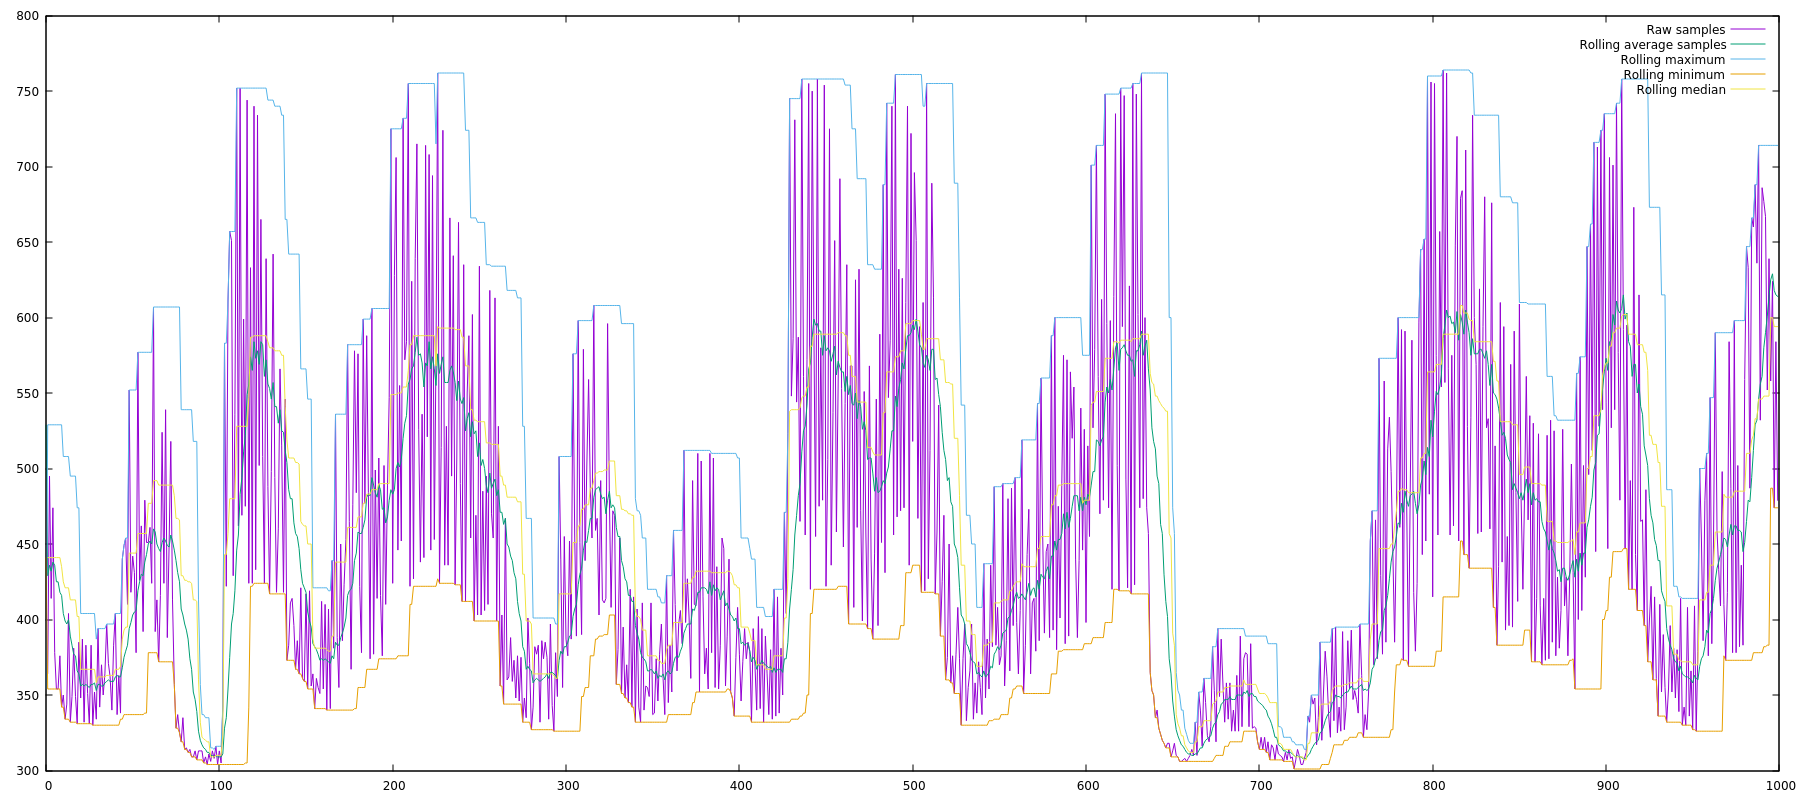 800
750
700
650
600
550
500
450
400
350
300
0 100 200 300 400 500 600 700 800 900 1000
Raw samples
Rolling average samples
Rolling maximum
Rolling minimum
Rolling median